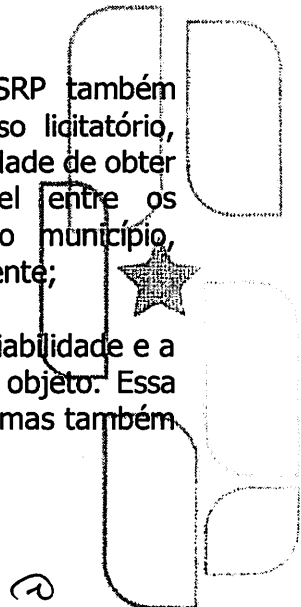 SRP também
so licitatório,
dade de obter
el entre os
o município,
ente;
iabilidade e a
objeto. Essa
mas também